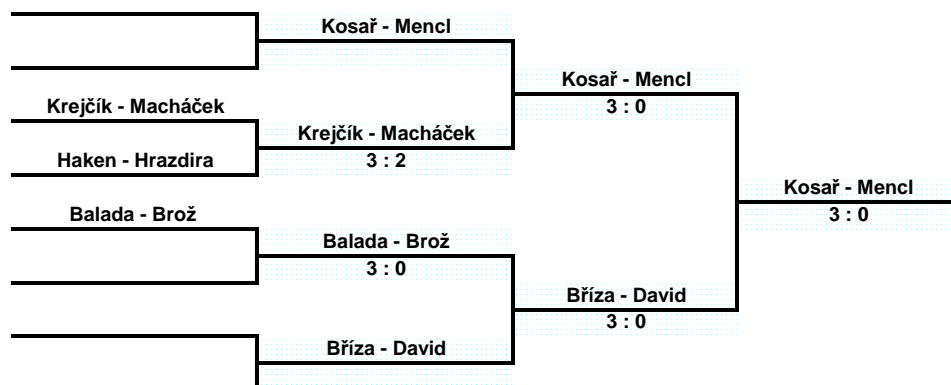 Kosař - Mencl
Kosař - Mencl
3 : 0
Krejčík - Macháček
Krejčík - Macháček
3 : 2
Haken - Hrazdira
Kosař - Mencl
3 : 0
Balada - Brož
Balada - Brož
3 : 0
Bříza - David
3 : 0
Bříza - David